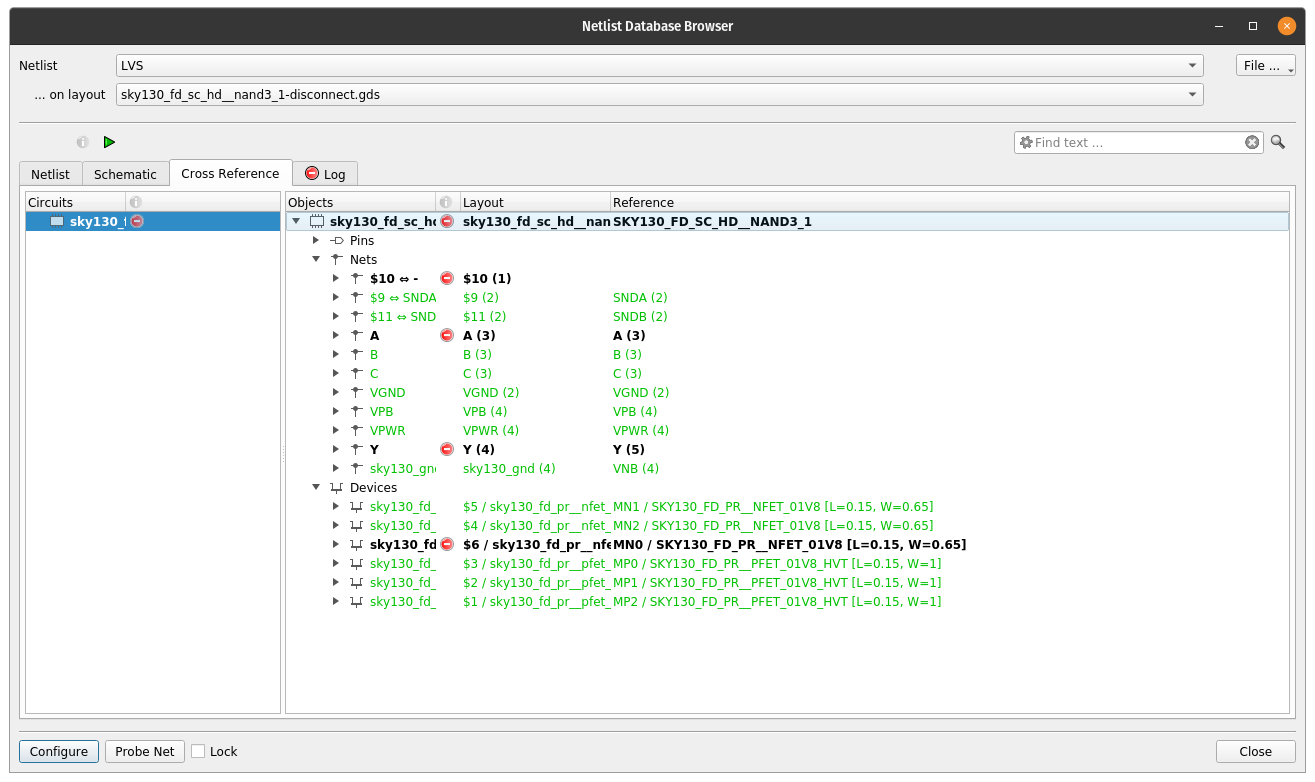 Netlist Database Browser
Netlist LVS File ...
... on layout sky130_fd_sc_hd__nand3_1-disconnect.gds
Find text ...
Netlist Schematic Cross Reference Log
Circuits Objects Layout Reference
sky130_f sky130_fd_sc_hd sky130_fd_sc_hd__nan SKY130_FD_SC_HD__NAND3_1
Pins
Nets
$10 ⇔ - $10 (1)
$9 ⇔ SNDA $9 (2) SNDA (2)
$11 ⇔ SND $11 (2) SNDB (2)
A A (3) A (3)
B B (3) B (3)
C C (3) C (3)
VGND VGND (2) VGND (2)
VPB VPB (4) VPB (4)
VPWR VPWR (4) VPWR (4)
Y Y (4) Y (5)
sky130_gnd sky130_gnd (4) VNB (4)
Devices
sky130_fd_ $5 / sky130_fd_pr__nfet_ MN1 / SKY130_FD_PR__NFET_01V8 [L=0.15, W=0.65]
sky130_fd_ $4 / sky130_fd_pr__nfet_ MN2 / SKY130_FD_PR__NFET_01V8 [L=0.15, W=0.65]
sky130_fd $6 / sky130_fd_pr__nfe MN0 / SKY130_FD_PR__NFET_01V8 [L=0.15, W=0.65]
sky130_fd_ $3 / sky130_fd_pr__pfet_ MP0 / SKY130_FD_PR__PFET_01V8_HVT [L=0.15, W=1]
sky130_fd_ $2 / sky130_fd_pr__pfet_ MP1 / SKY130_FD_PR__PFET_01V8_HVT [L=0.15, W=1]
sky130_fd_ $1 / sky130_fd_pr__pfet_ MP2 / SKY130_FD_PR__PFET_01V8_HVT [L=0.15, W=1]
Configure Probe Net Lock Close